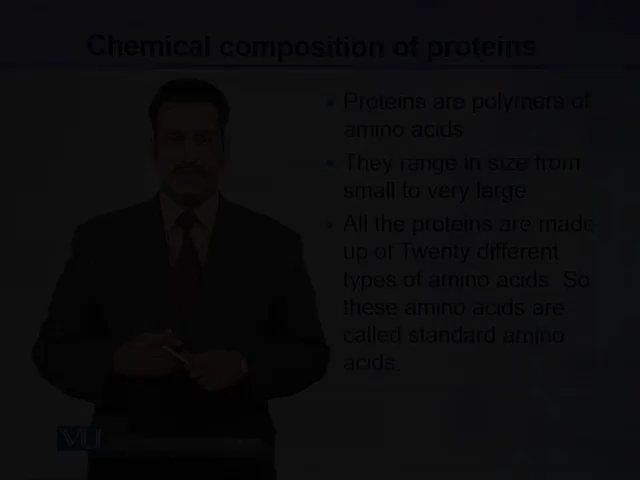 Chemical composition of proteins
• Proteins are polymers of
amino acids
• They range in size from
small to very large
• All the proteins are made
up of Twenty different
types of amino acids. So
these amino acids are
called standard amino
acids.
VU